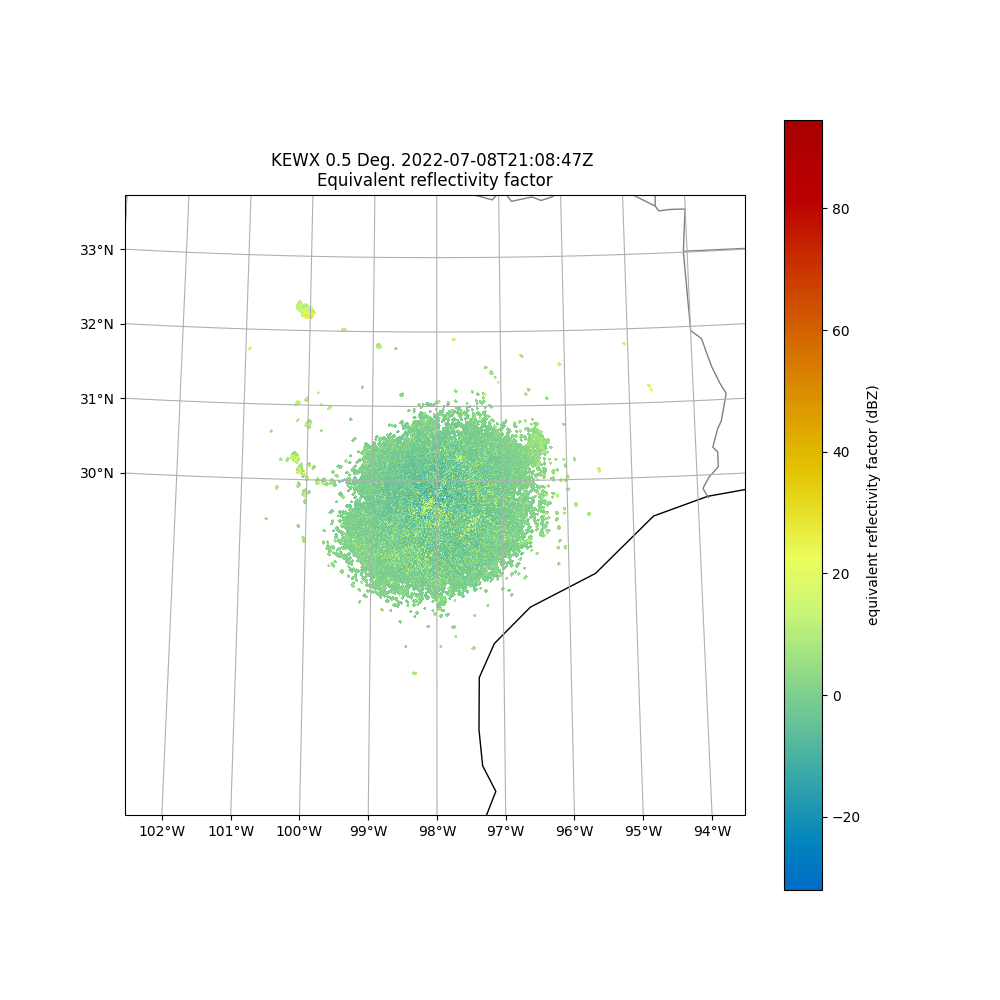 KEWX 0.5 Deg. 2022-07-08T21:08:47Z
Equivalent reflectivity factor
33°N
32°N
31°N
30°N
102°W
101°W
100°W
99°W
98°W
97°W
96°W
95°W
94°W
80
60
40
20
0
−20
equivalent reflectivity factor (dBZ)